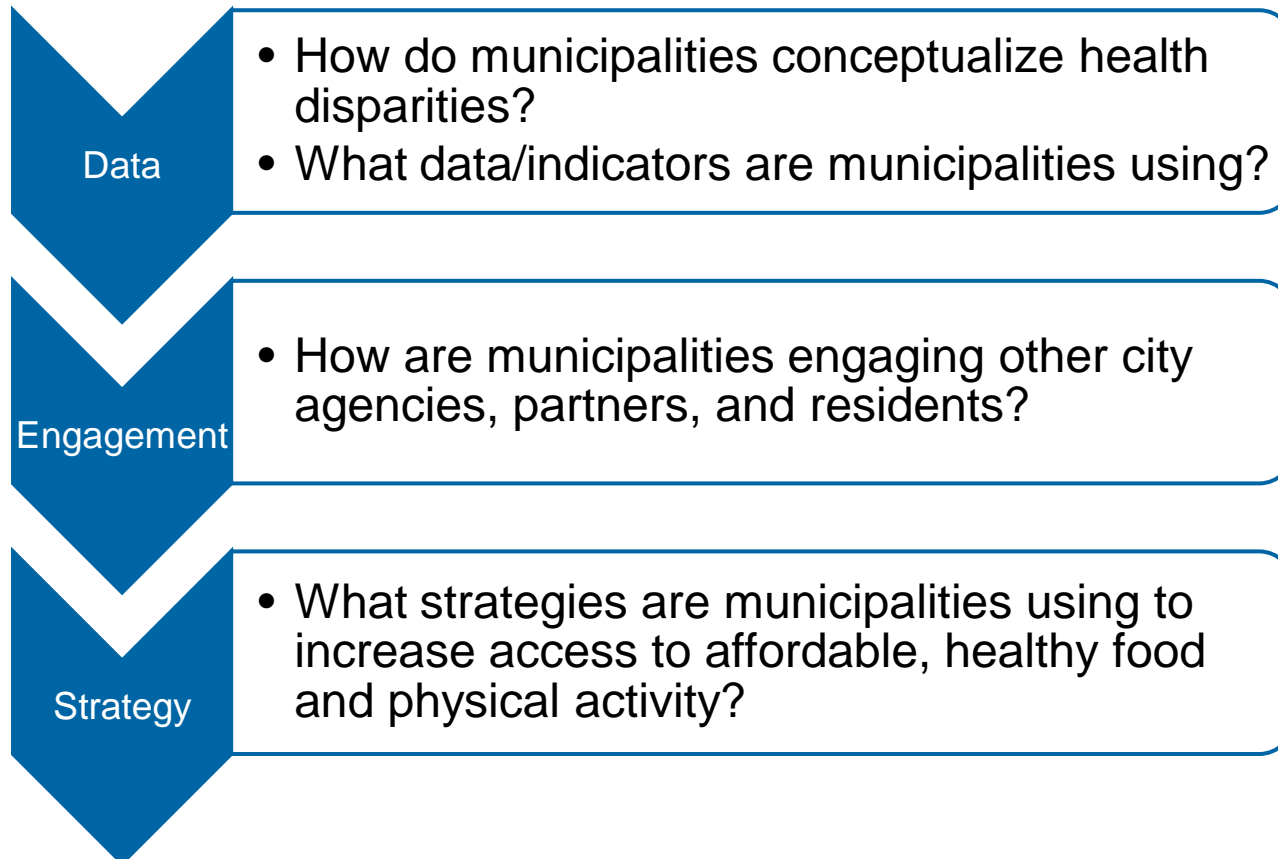 Data
• How do municipalities conceptualize health
disparities?
• What data/indicators are municipalities using?
Engagement
• How are municipalities engaging other city
agencies, partners, and residents?
Strategy
• What strategies are municipalities using to
increase access to affordable, healthy food
and physical activity?